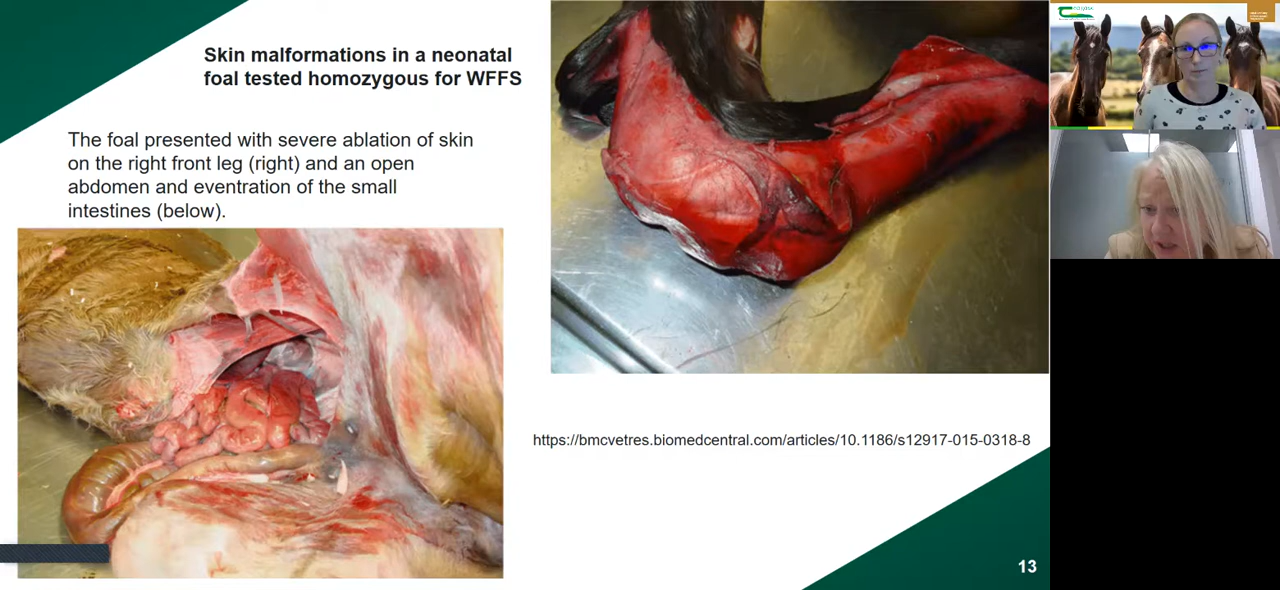 Skin malformations in a neonatal
foal tested homozygous for WFFS
The foal presented with severe ablation of skin
on the right front leg (right) and an open
abdomen and eventration of the small
intestines (below).
https://bmcvetres.biomedcentral.com/articles/10.1186/s12917-015-0318-8
13